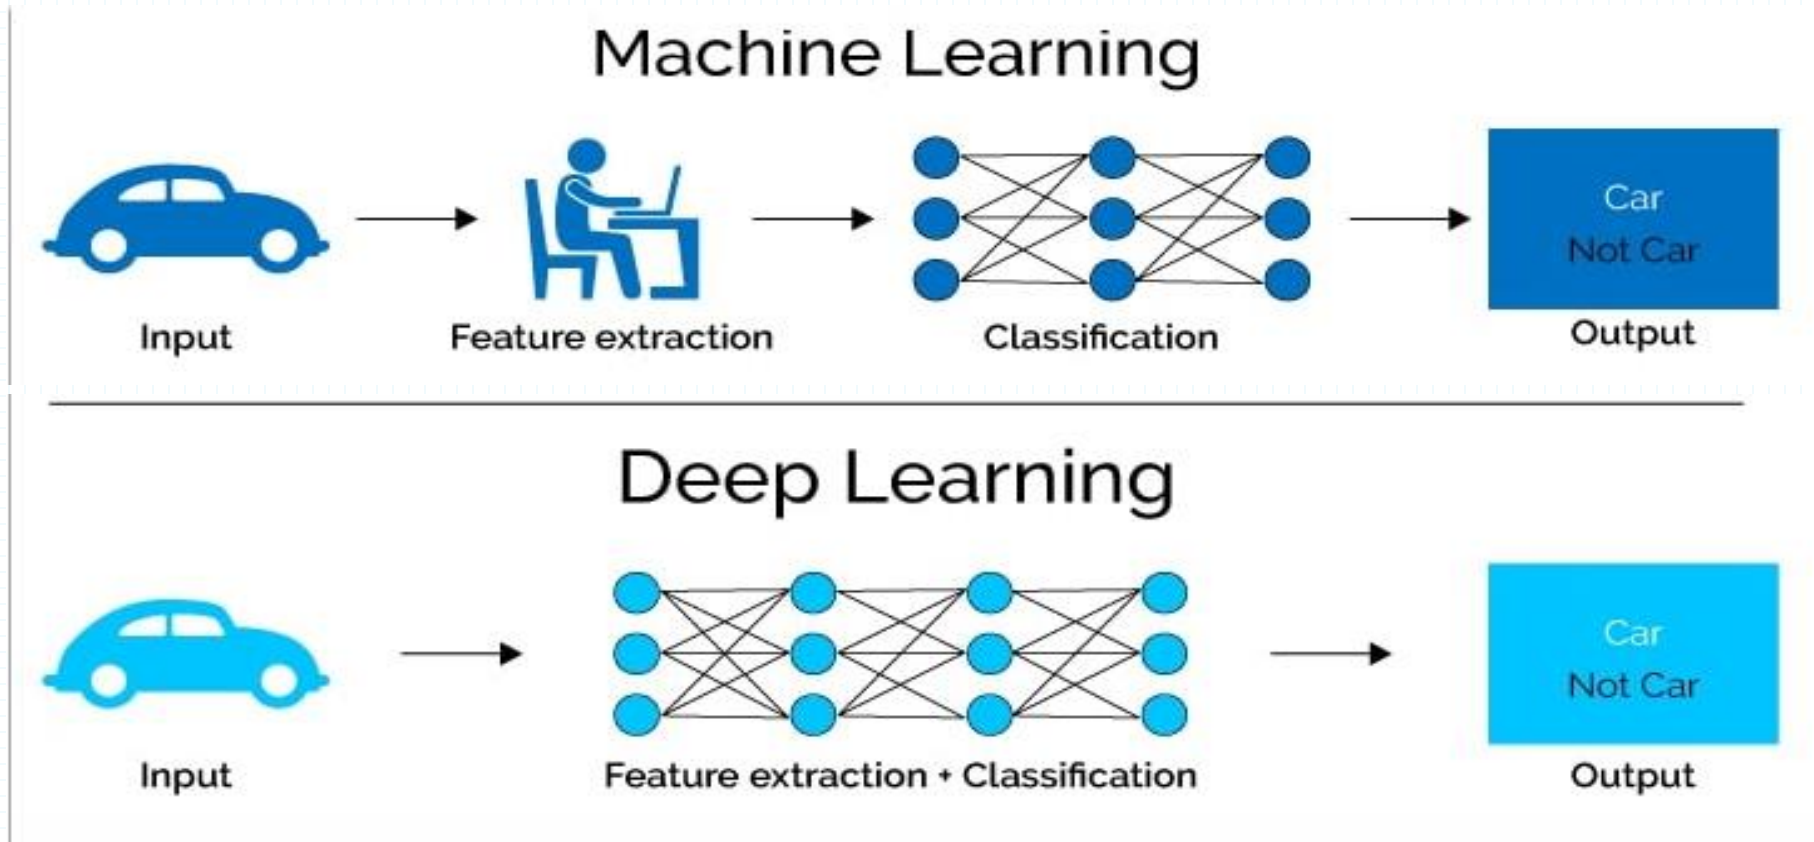 Machine Learning
Car
Not Car
Input
Feature extraction
Classification
Output
Deep Learning
Car
Not Car
Input
Feature extraction + Classification
Output